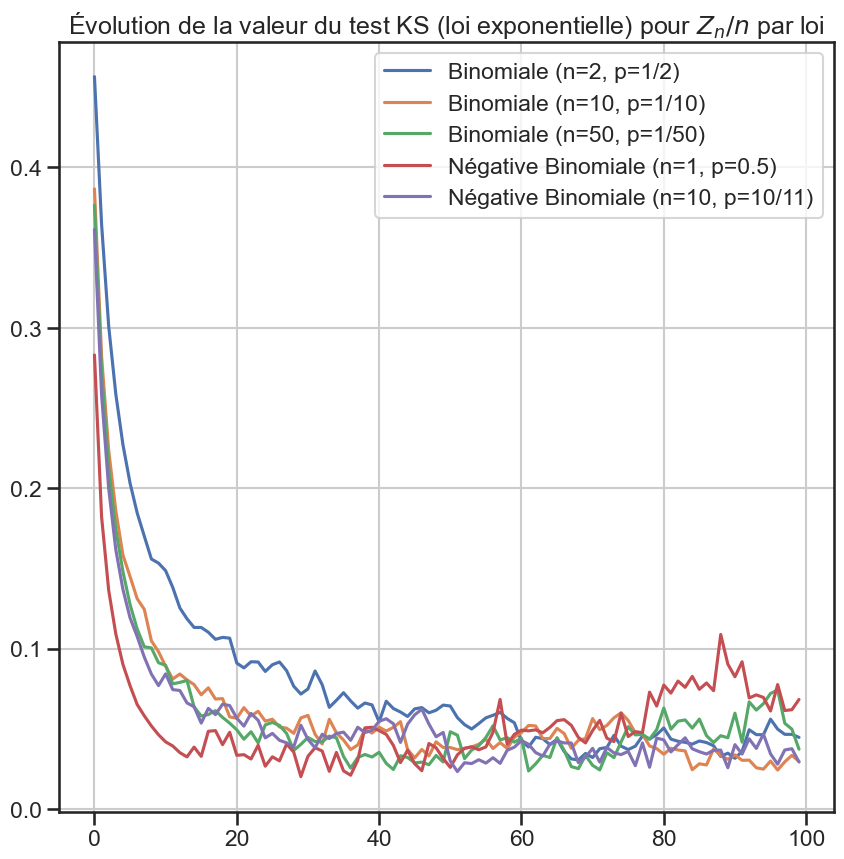 Évolution de la valeur du test KS (loi exponentielle) pour $Z_n/n$ par loi
Binomiale (n=2, p=1/2)
Binomiale (n=10, p=1/10)
Binomiale (n=50, p=1/50)
Négative Binomiale (n=1, p=0.5)
Négative Binomiale (n=10, p=10/11)
0.4
0.3
0.2
0.1
0.0
0 20 40 60 80 100